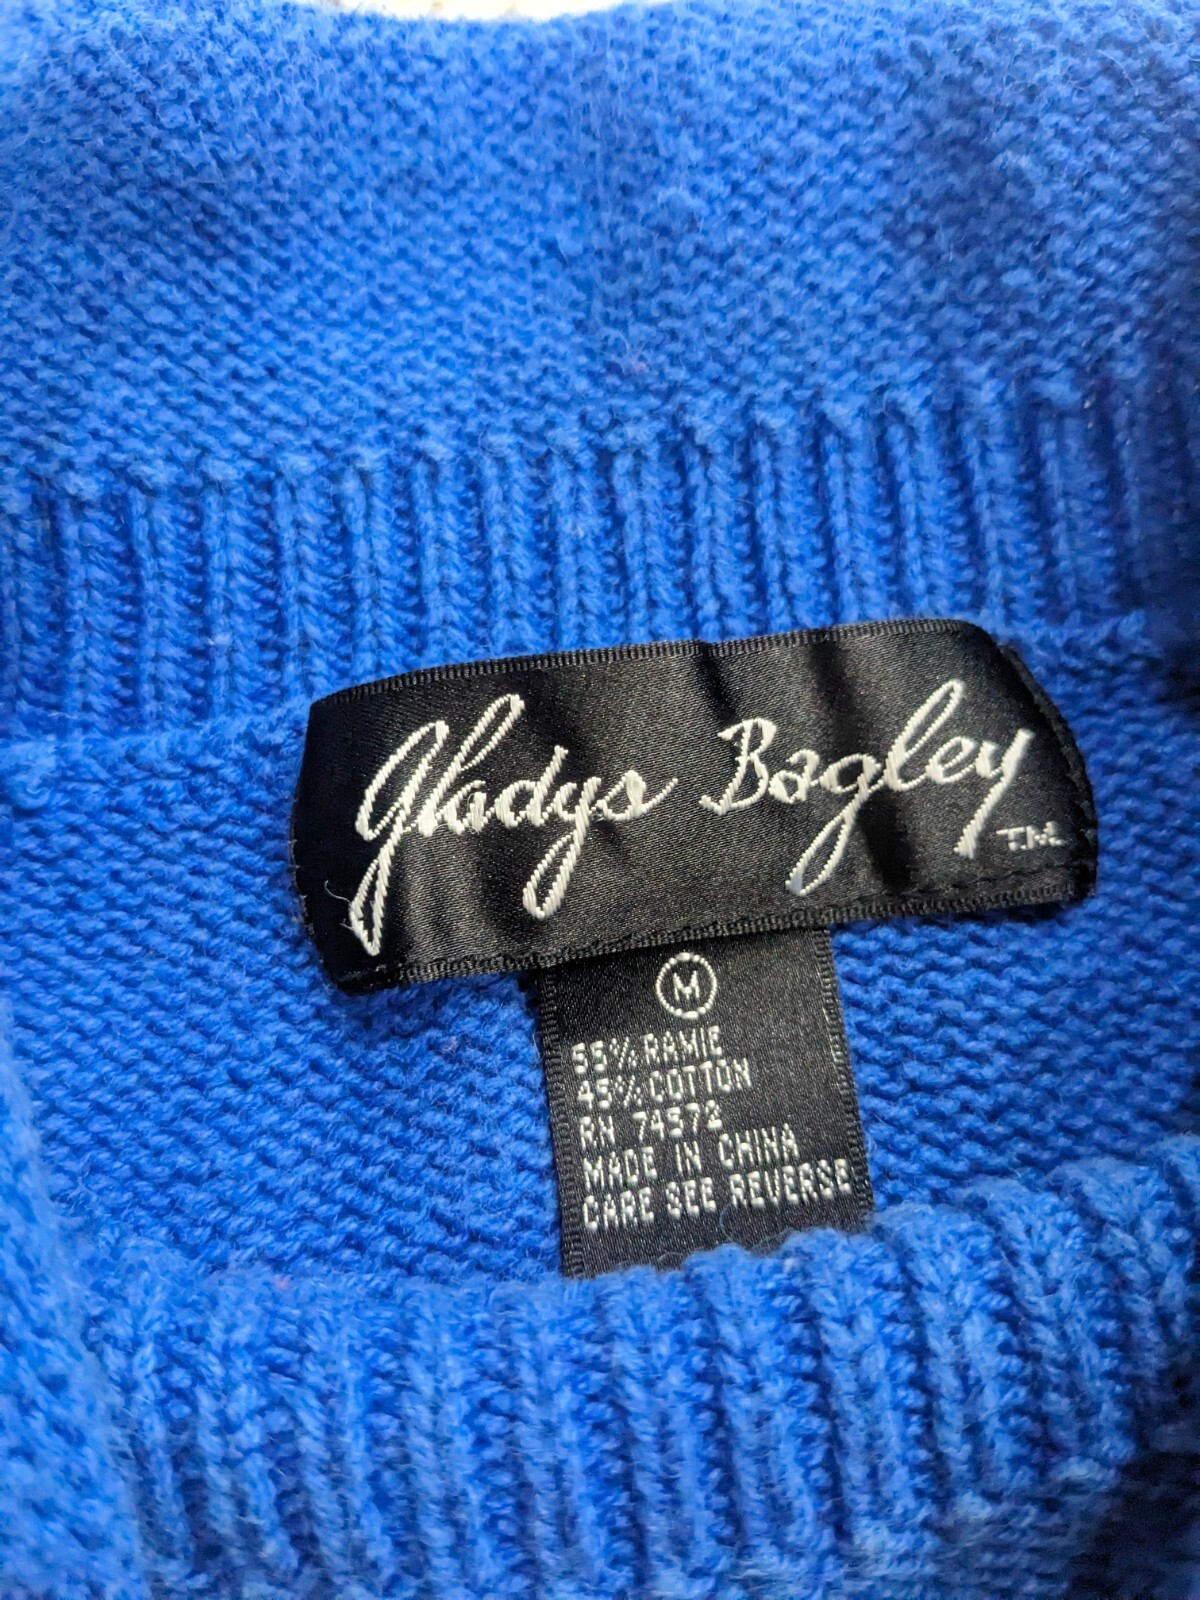 Gladys Bagley
T.M.
M
55% RAMIE
45% COTTON
RN 74572
MADE IN CHINA
CARE SEE REVERSE